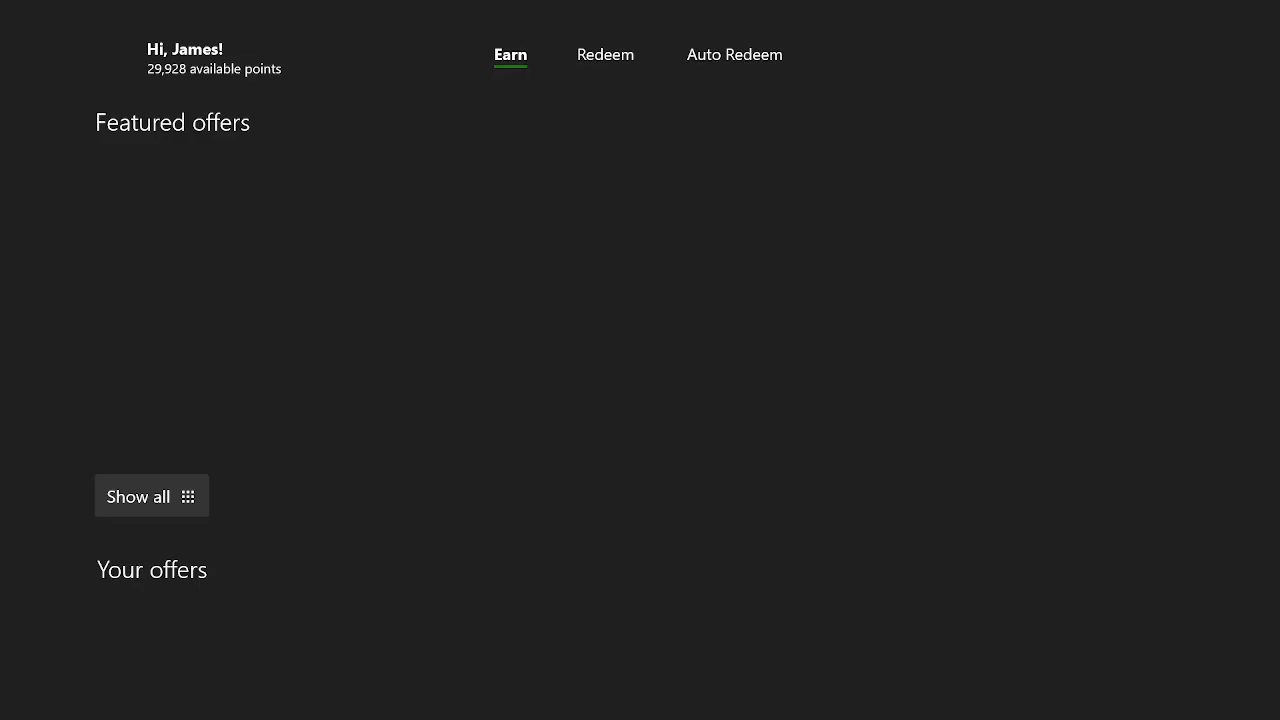 Hi, James!
29,928 available points
Earn
Redeem
Auto Redeem
Featured offers
Show all
Your offers